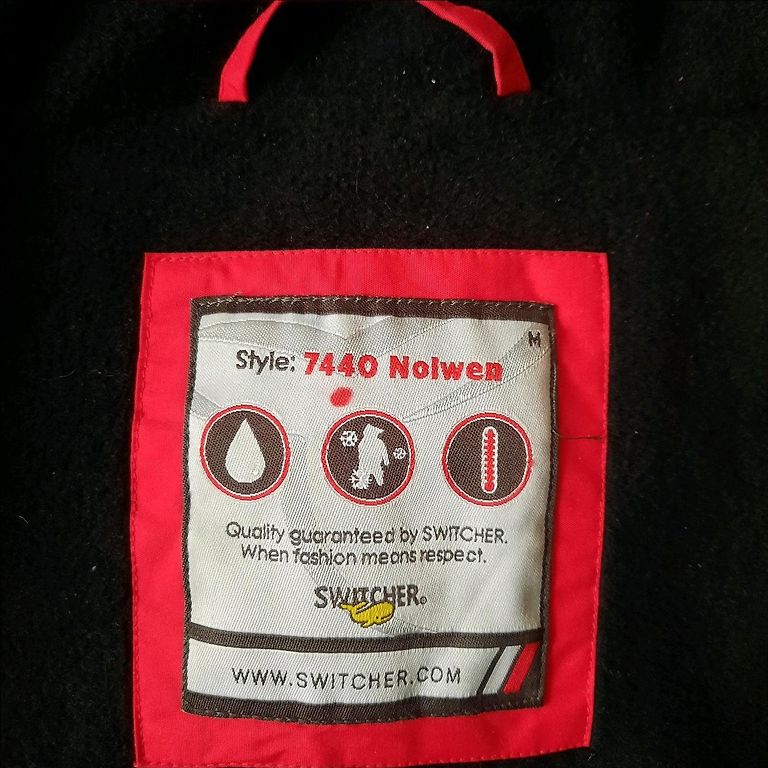 M
Style: 7440 Nolwen
Quality guaranteed by SWITCHER.
When fashion means respect.
SWITCHER®
WWW.SWITCHER.COM